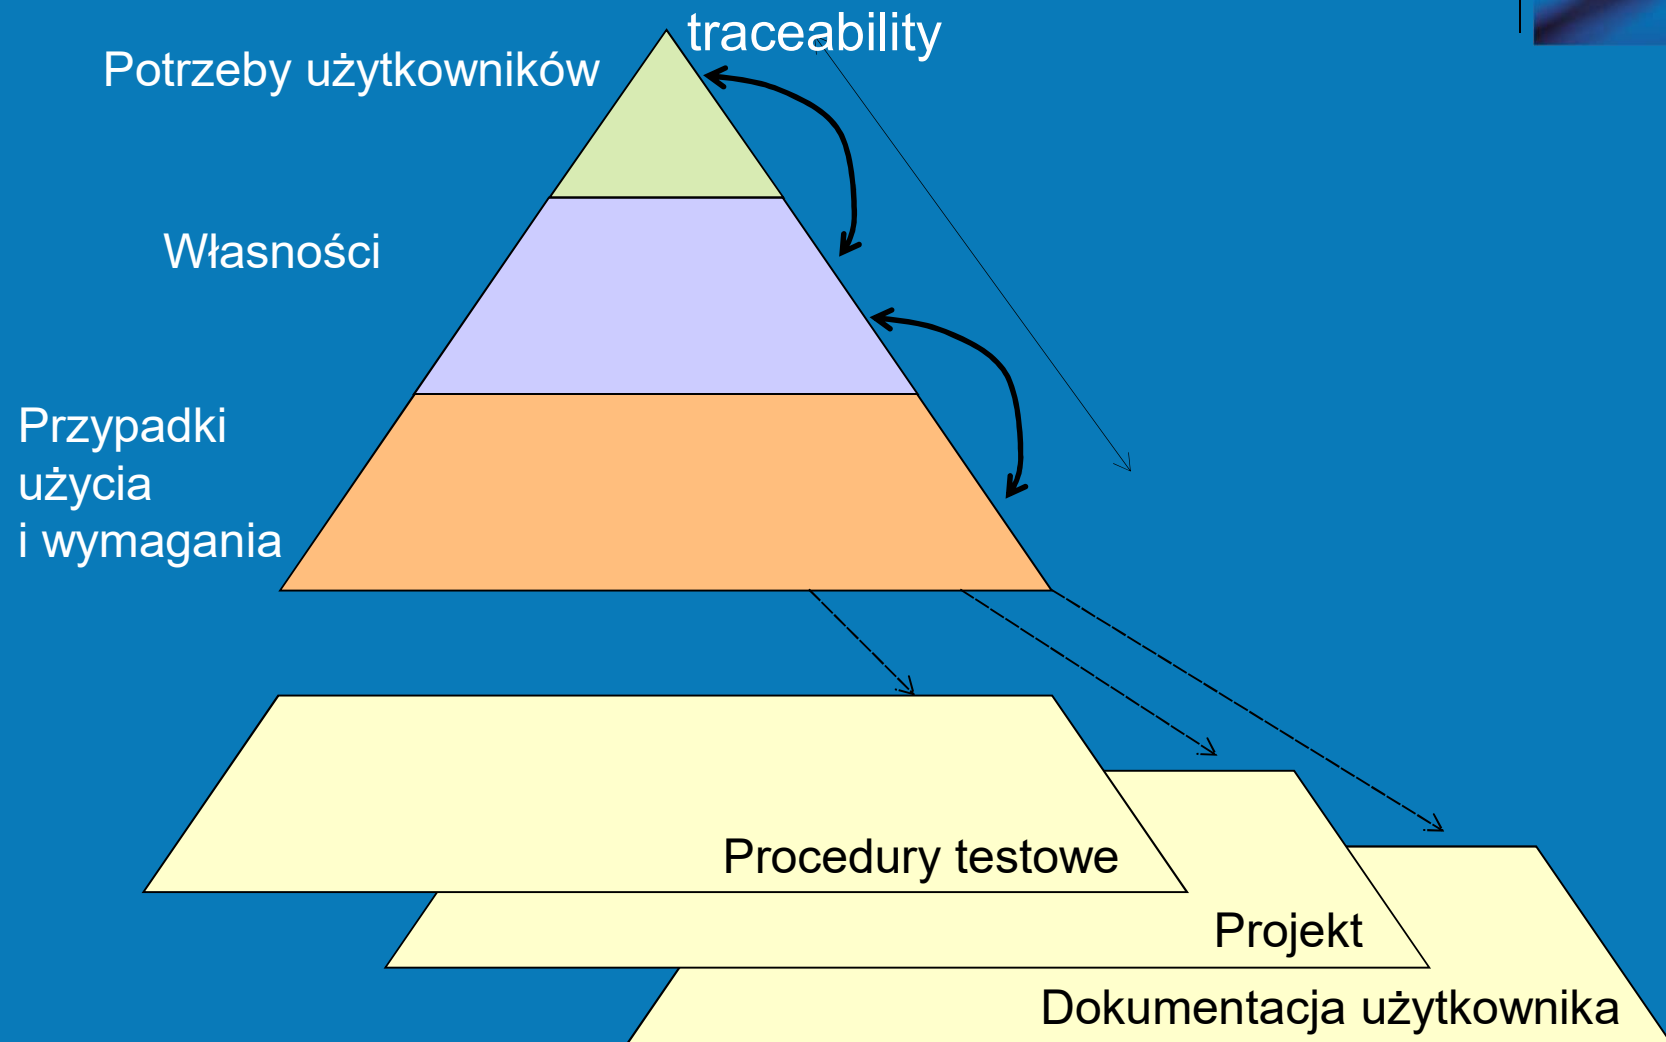 traceability
Potrzeby użytkowników
Własności
Przypadki
użycia
i wymagania
Procedury testowe
Projekt
Dokumentacja użytkownika